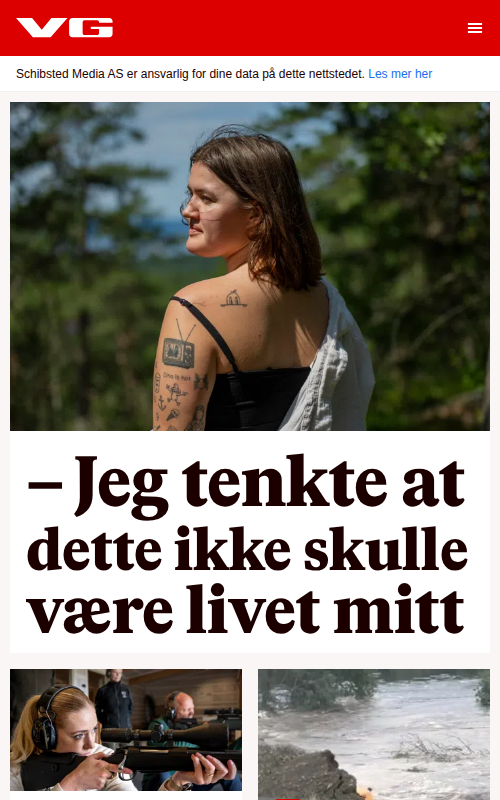 VG
Schibsted Media AS er ansvarlig for dine data på dette nettstedet. Les mer her
– Jeg tenkte at
dette ikke skulle
være livet mitt